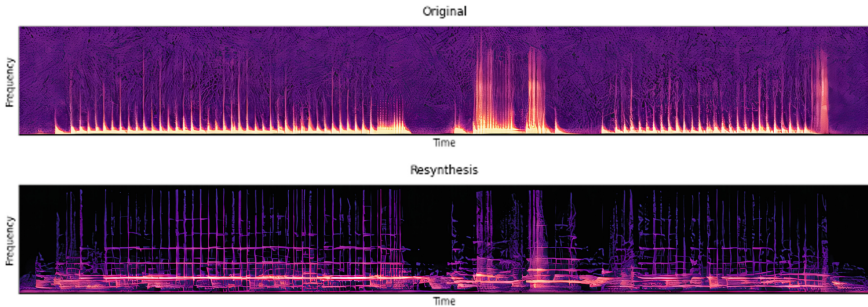 Original
Frequency
Time
Resynthesis
Frequency
Time